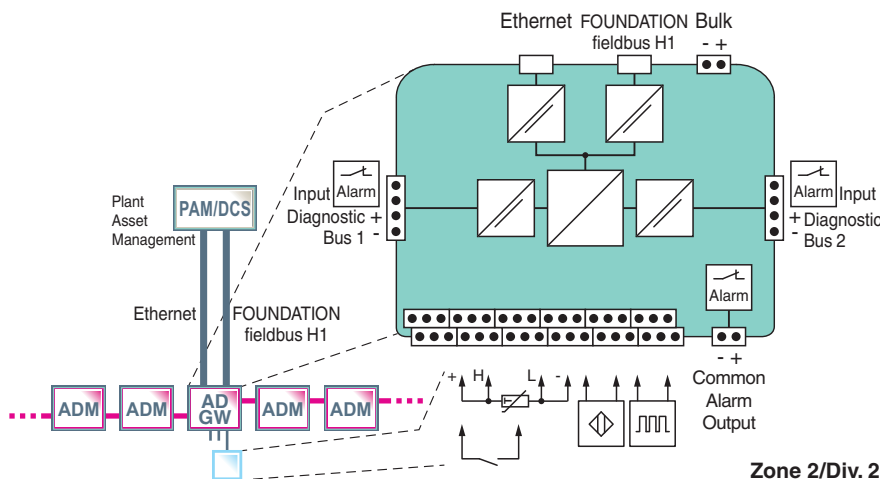 Ethernet FOUNDATION Bulk
fieldbus H1
- +
Alarm
Input
Diagnostic +
Bus 1 -
Alarm
Input
+ Diagnostic
- Bus 2
Plant
Asset
Management
PAM/DCS
Ethernet
FOUNDATION
fieldbus H1
Alarm
- +
Common
Alarm
Output
ADM
ADM
AD
GW
ADM
ADM
+ H L -
Zone 2/Div. 2